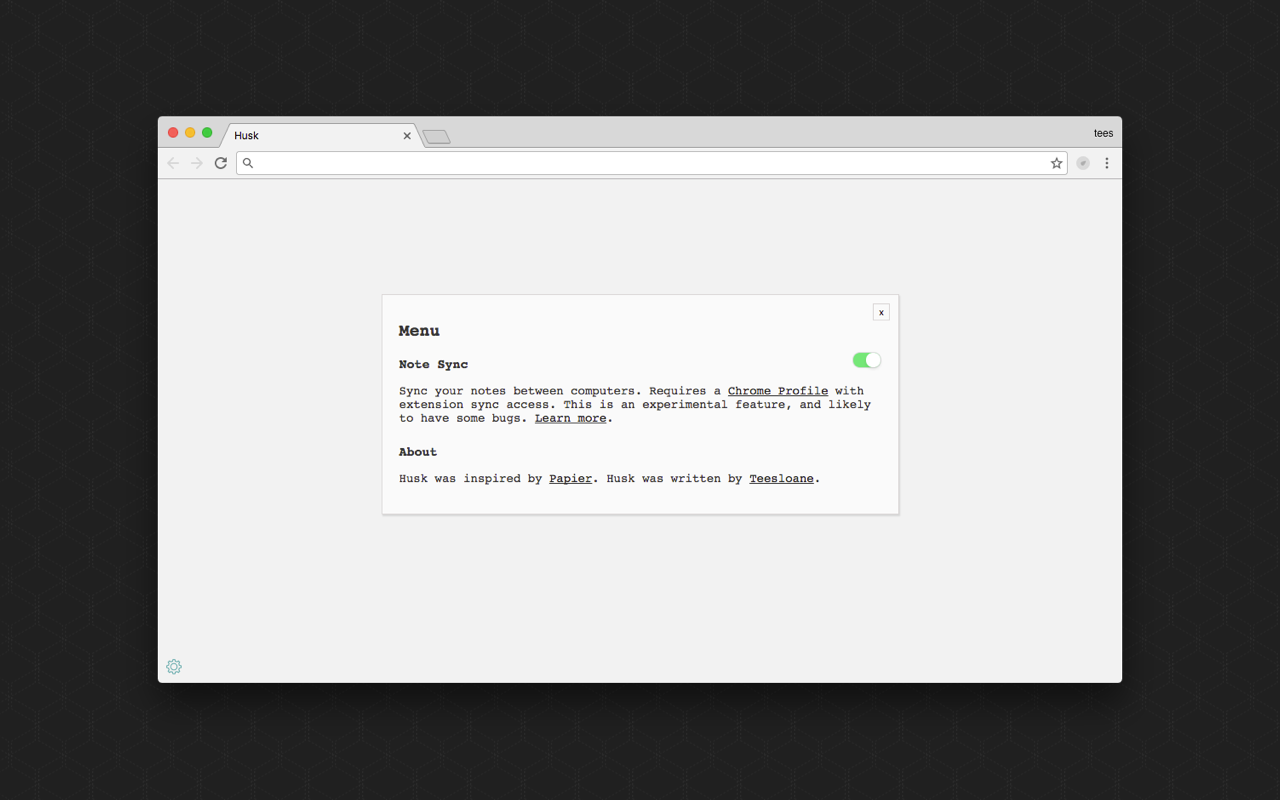 Husk
tees
x
Menu
Note Sync
Sync your notes between computers. Requires a Chrome Profile with
extension sync access. This is an experimental feature, and likely
to have some bugs. Learn more.
About
Husk was inspired by Papier. Husk was written by Teesloane.